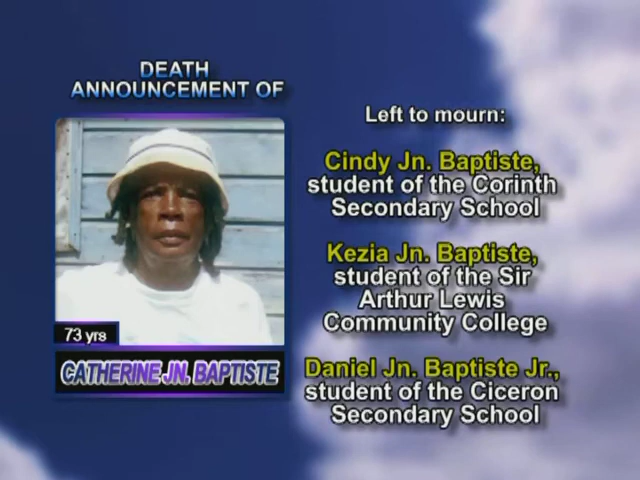 DEATH
ANNOUNCEMENT OF
73 yrs
CATHERINE JN. BAPTISTE
Left to mourn:
Cindy Jn. Baptiste,
student of the Corinth
Secondary School
Kezia Jn. Baptiste,
student of the Sir
Arthur Lewis
Community College
Daniel Jn. Baptiste Jr.,
student of the Ciceron
Secondary School